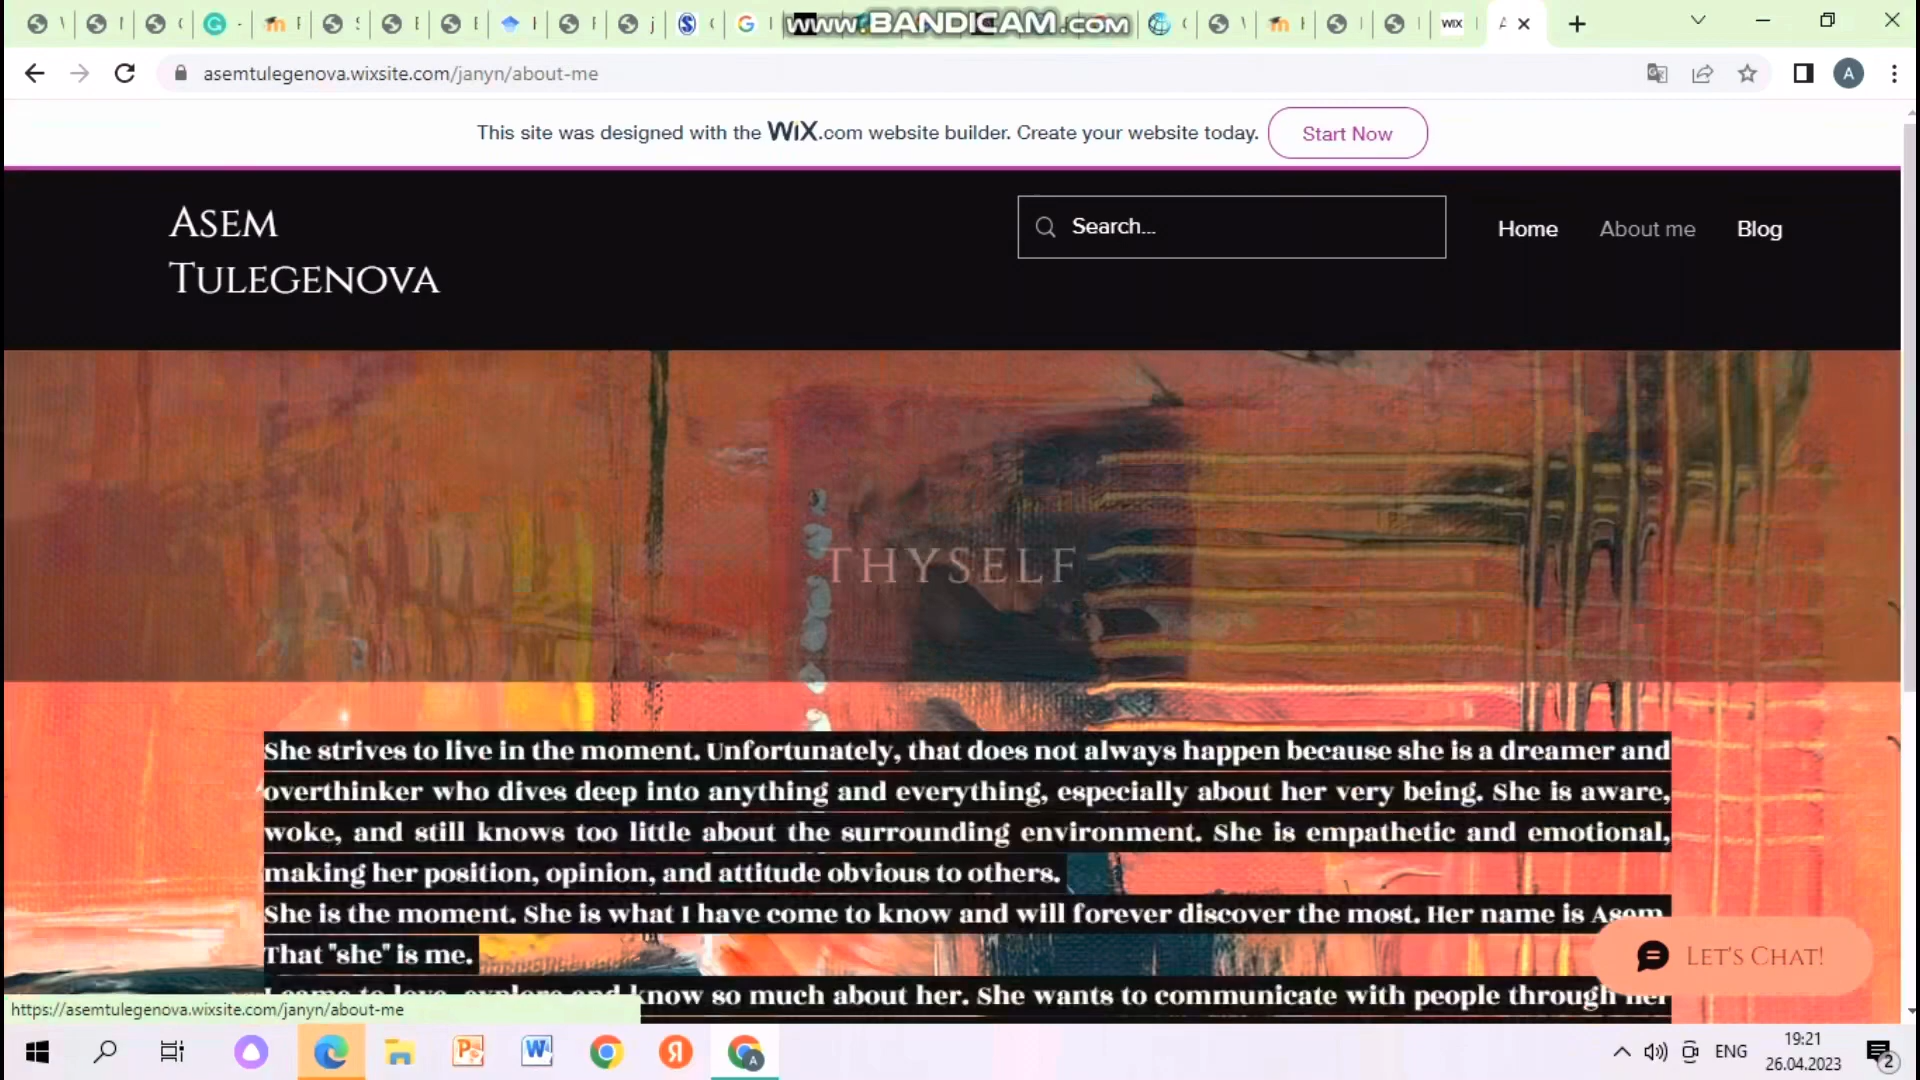 www.BANDICAM.com
WIX
asemtulegenova.wixsite.com/janyn/about-me
A
This site was designed with the WiX.com website builder. Create your website today.
Start Now
Asem
Tulegenova
Search...
Home
About me
Blog
THYSELF
She strives to live in the moment. Unfortunately, that does not always happen because she is a dreamer and
overthinker who dives deep into anything and everything, especially about her very being. She is aware,
woke, and still knows too little about the surrounding environment. She is empathetic and emotional,
making her position, opinion, and attitude obvious to others.
She is the moment. She is what I have come to know and will forever discover the most. Her name is Asem.
That "she" is me.
know so much about her. She wants to communicate with people through her
Let's Chat!
https://asemtulegenova.wixsite.com/janyn/about-me
ENG
19:21
26.04.2023
2